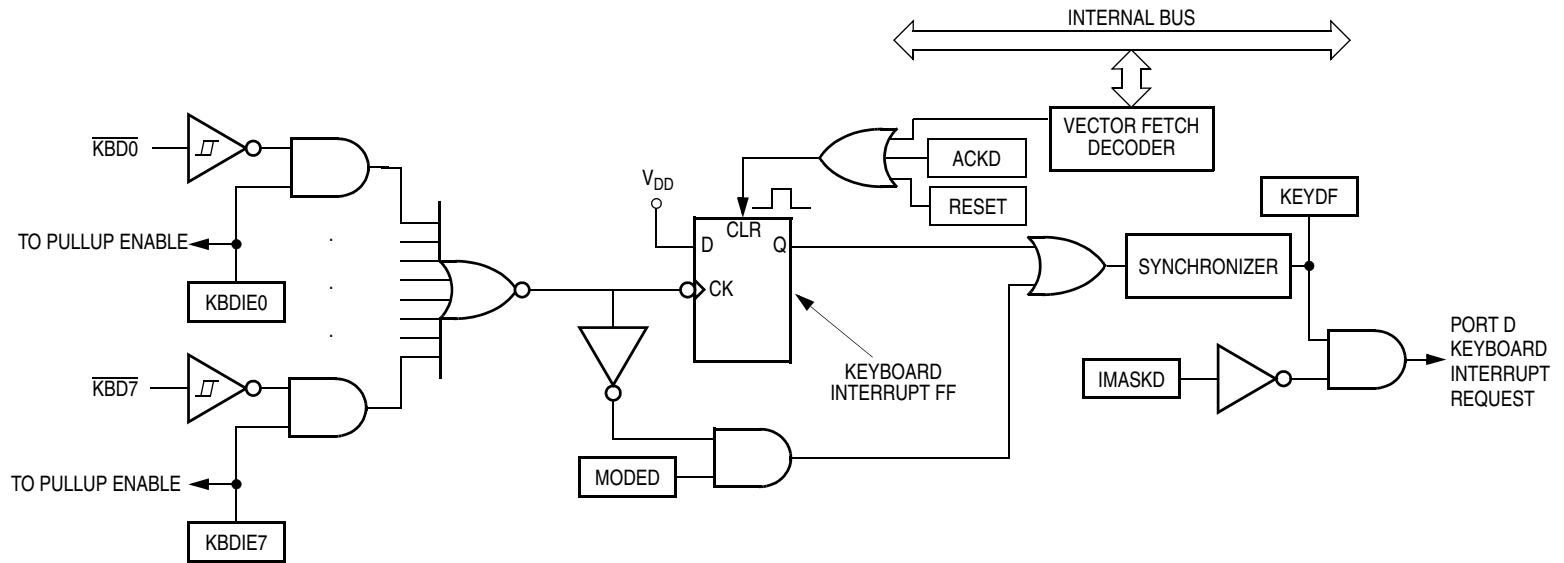 INTERNAL BUS
VECTOR FETCH
DECODER
ACKD
RESET
KBD0
VDD
KEYDF
TO PULLUP ENABLE
KBDIE0
D
CLR
Q
CK
SYNCHRONIZER
KEYBOARD
INTERRUPT FF
PORT D
KEYBOARD
INTERRUPT
REQUEST
IMASKD
KBD7
MODED
TO PULLUP ENABLE
KBDIE7